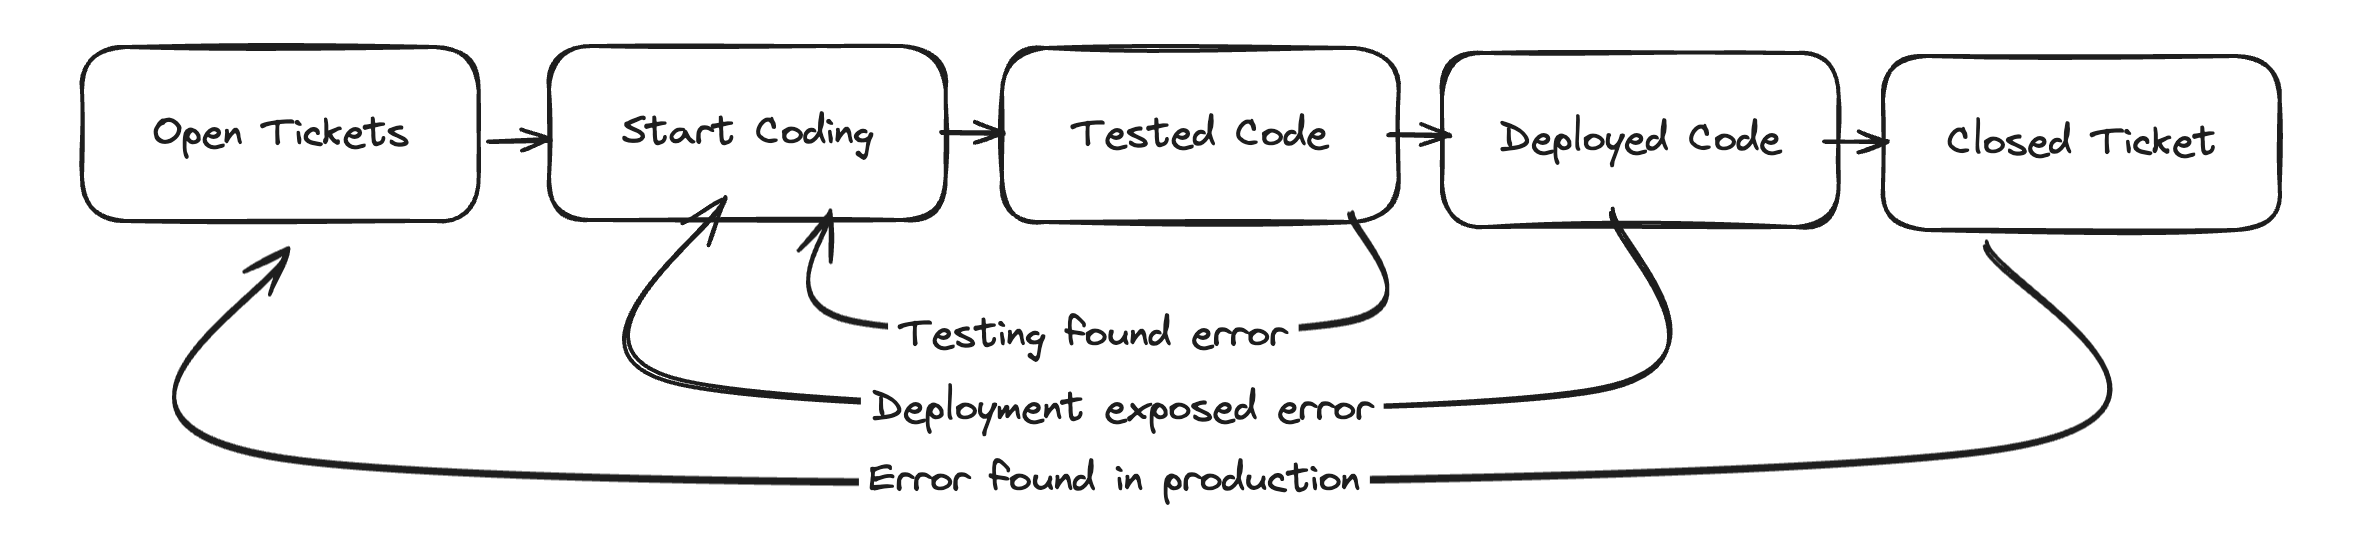 Open Tickets
Start Coding
Tested Code
Deployed Code
Closed Ticket
Testing found error
Deployment exposed error
Error found in production